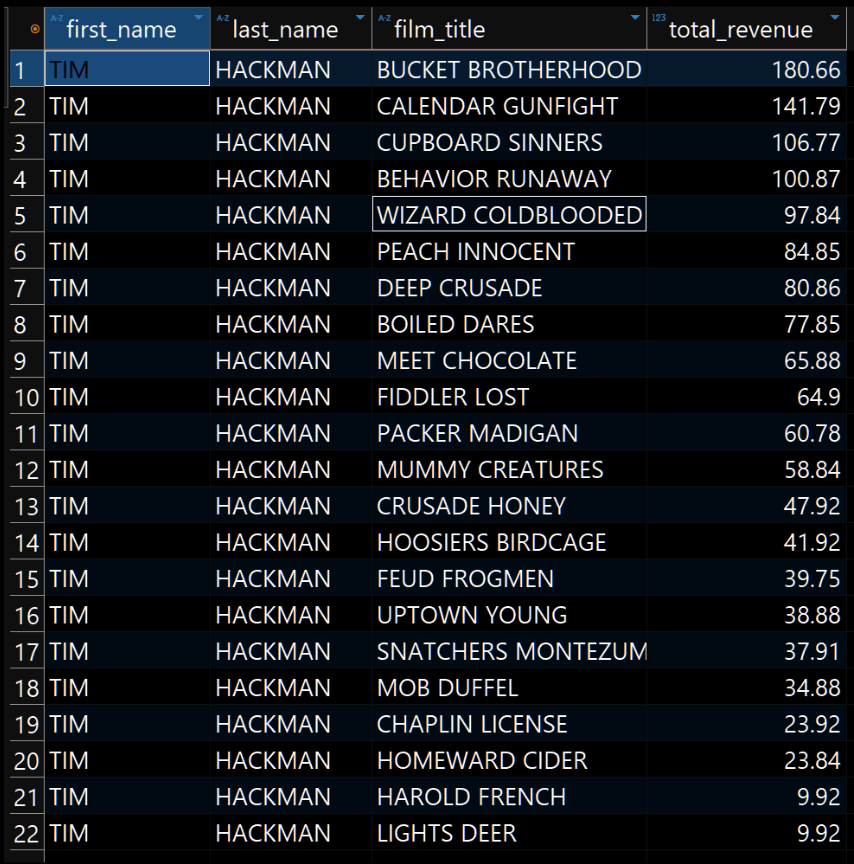 A-Z first_name A-Z last_name A-Z film_title 123 total_revenue
1 TIM HACKMAN BUCKET BROTHERHOOD 180.66
2 TIM HACKMAN CALENDAR GUNFIGHT 141.79
3 TIM HACKMAN CUPBOARD SINNERS 106.77
4 TIM HACKMAN BEHAVIOR RUNAWAY 100.87
5 TIM HACKMAN WIZARD COLDBLOODED 97.84
6 TIM HACKMAN PEACH INNOCENT 84.85
7 TIM HACKMAN DEEP CRUSADE 80.86
8 TIM HACKMAN BOILED DARES 77.85
9 TIM HACKMAN MEET CHOCOLATE 65.88
10 TIM HACKMAN FIDDLER LOST 64.9
11 TIM HACKMAN PACKER MADIGAN 60.78
12 TIM HACKMAN MUMMY CREATURES 58.84
13 TIM HACKMAN CRUSADE HONEY 47.92
14 TIM HACKMAN HOOSIERS BIRDCAGE 41.92
15 TIM HACKMAN FEUD FROGMEN 39.75
16 TIM HACKMAN UPTOWN YOUNG 38.88
17 TIM HACKMAN SNATCHERS MONTEZUM 37.91
18 TIM HACKMAN MOB DUFFEL 34.88
19 TIM HACKMAN CHAPLIN LICENSE 23.92
20 TIM HACKMAN HOMEWARD CIDER 23.84
21 TIM HACKMAN HAROLD FRENCH 9.92
22 TIM HACKMAN LIGHTS DEER 9.92